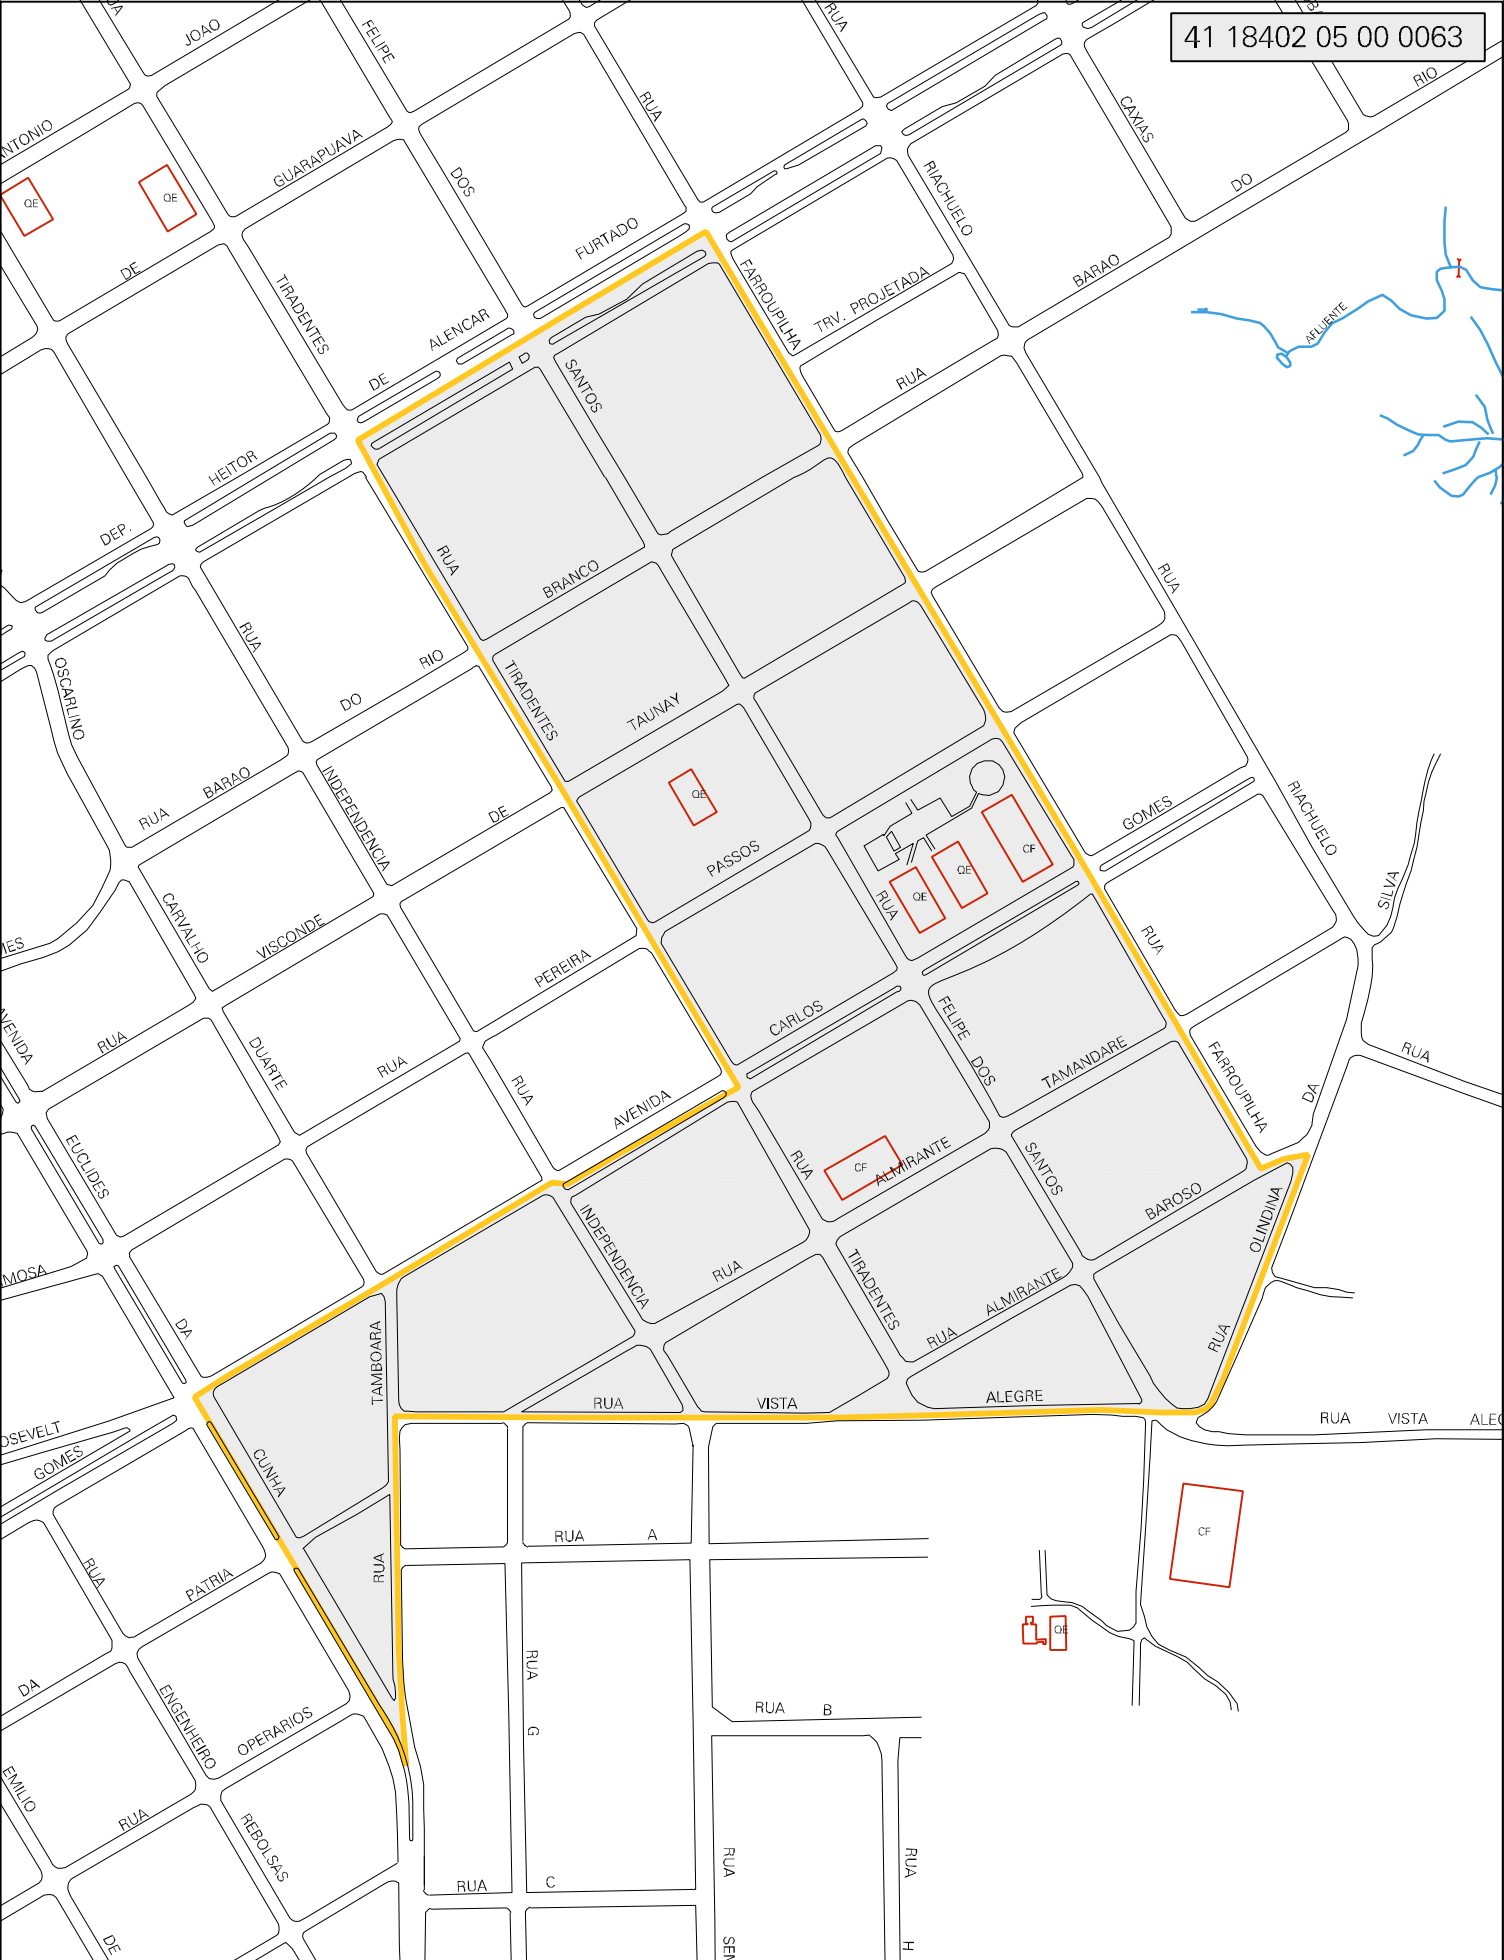 41 18402 05 00 0063
JOAO
FELIPE
RUA
RIO
CAXIAS
RUA
GUARAPUAVA
DOS
RIACHUELO
DO
QE
QE
DE
FURTADO
BARAO
FARROUPILHA
TRV. PROJETADA
AFLUENTE
TIRADENTES
ALENCAR
DE
SANTOS
RUA
HEITOR
DEP.
RUA
BRANCO
RUA
RUA
RIO
OSCARLINO
TIRADENTES
TAUNAY
DO
BARAO
RUA
INDEPENDENCIA
DE
QE
GOMES
RIACHUELO
PASSOS
CF
QE
QE
RUA
SILVA
CARVALHO
VISCONDE
PEREIRA
RUA
CARLOS
FELIPE
DOS
RUA
DUARTE
RUA
RUA
AVENIDA
TAMANDARE
FARROUPILHA
DA
RUA
EUCLIDES
RUA
CF
ALMIRANTE
SANTOS
BAROSO
OLINDINA
INDEPENDENCIA
RUA
TIRADENTES
ALMIRANTE
RUA
RUA
DA
TAMBOARA
RUA
VISTA
ALEGRE
RUA
VISTA
GOMES
CUNHA
CF
RUA
A
RUA
PATRIA
RUA
QE
DA
ENGENHEIRO
OPERARIOS
RUA
G
RUA
B
EMILIO
RUA
REBOLSAS
RUA
C
RUA
RUA
DE
H